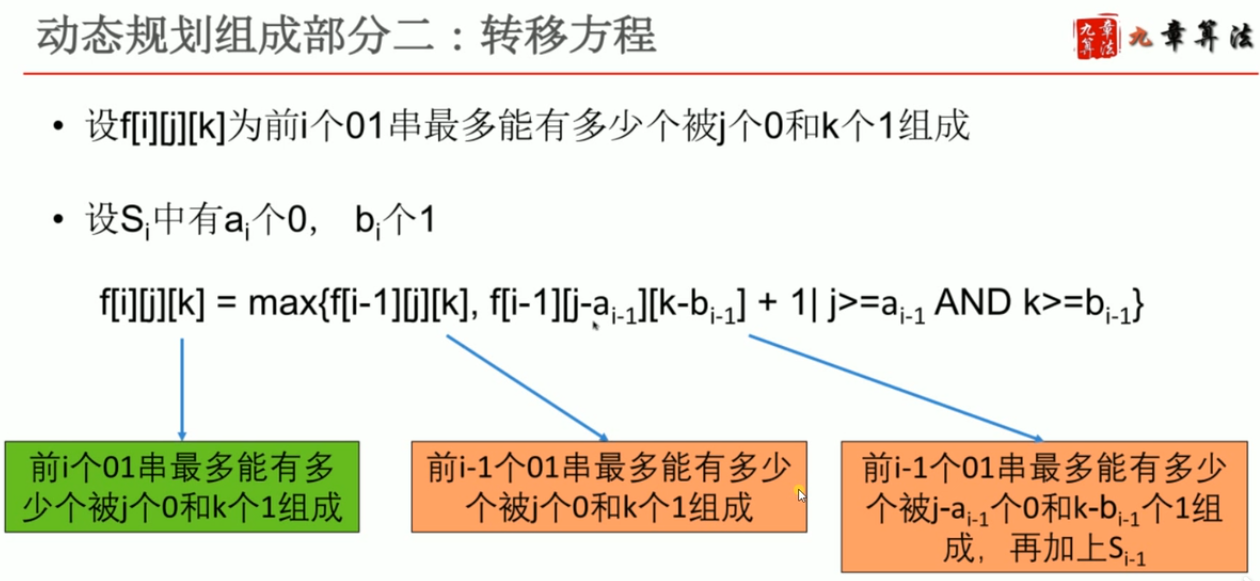 动态规划组成部分二：转移方程
九章算法 九章算法
• 设f[i][j][k]为前i个01串最多能有多少个被j个0和k个1组成
• 设Sᵢ中有aᵢ个0， bᵢ个1
f[i][j][k] = max{f[i-1][j][k], f[i-1][j-aᵢ₋₁][k-bᵢ₋₁] + 1| j>=aᵢ₋₁ AND k>=bᵢ₋₁}
前i个01串最多能有多
少个被j个0和k个1组成
前i-1个01串最多能有多少
个被j个0和k个1组成
前i-1个01串最多能有多少
个被j-aᵢ₋₁个0和k-bᵢ₋₁个1组
成，再加上Sᵢ₋₁